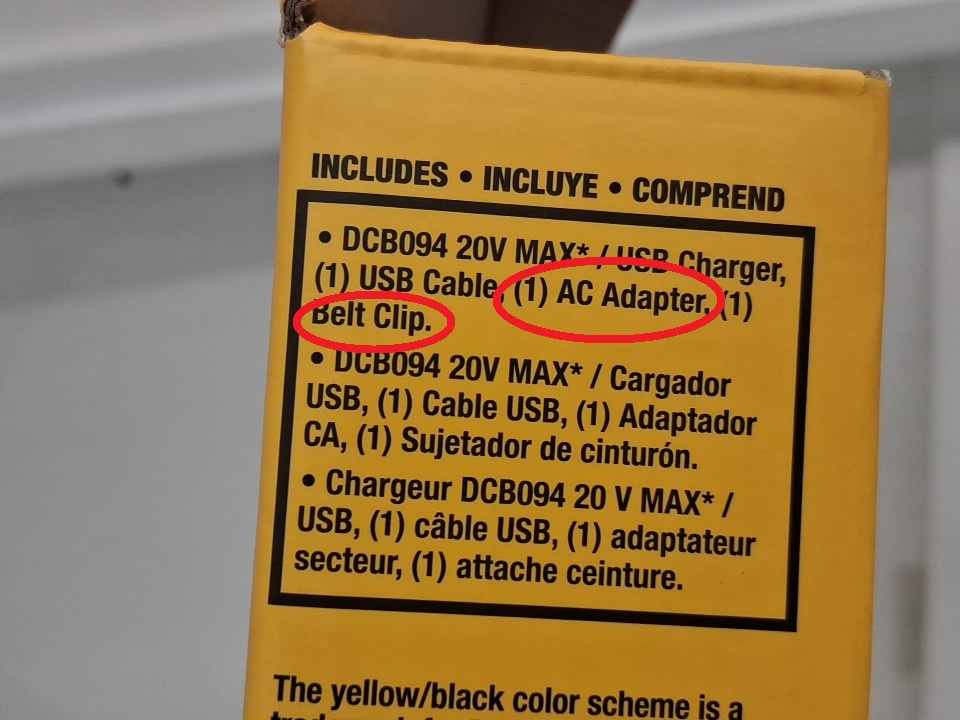 INCLUDES • INCLUYE • COMPREND
• DCB094 20V MAX* / USB Charger,
(1) USB Cable, (1) AC Adapter, (1)
Belt Clip.
• DCB094 20V MAX* / Cargador
USB, (1) Cable USB, (1) Adaptador
CA, (1) Sujetador de cinturón.
• Chargeur DCB094 20 V MAX* /
USB, (1) câble USB, (1) adaptateur
secteur, (1) attache ceinture.
The yellow/black color scheme is a